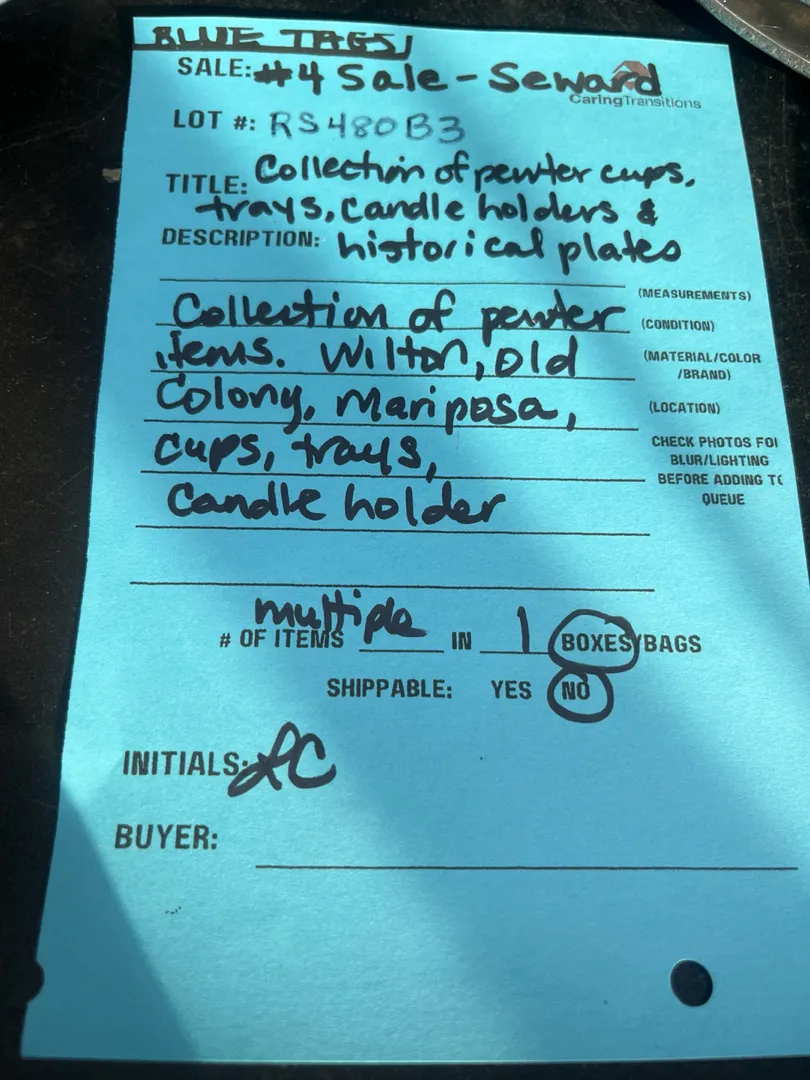 BLUE TAGS
SALE: #4 Sale - Seward
CaringTransitions
LOT #: RS480B3
TITLE: Collection of pewter cups,
trays, Candle holders &
DESCRIPTION: historical plates
(MEASUREMENTS)
Collection of pewter
(CONDITION)
items. Wilton, Old
(MATERIAL/COLOR
/BRAND)
Colony, Mariposa,
(LOCATION)
cups, trays,
CHECK PHOTOS FOI
BLUR/LIGHTING
BEFORE ADDING TC
QUEUE
Candle holder
# OF ITEMS multiple IN 1 BOXES/BAGS
SHIPPABLE: YES NO
INITIALS: LC
BUYER: